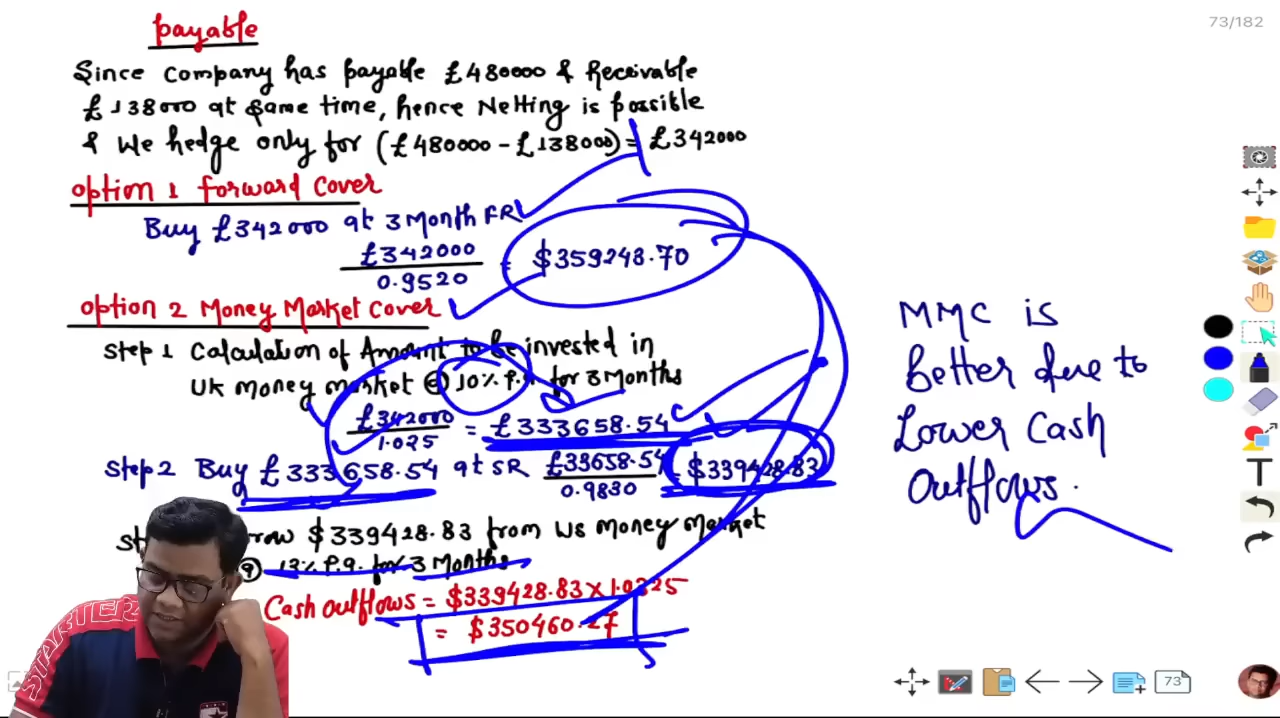 73/182
payable
Since Company has payable £480000 & Receivable
£138000 at same time, hence Netting is possible
& We hedge only for (£480000 - £138000) = £342000
Option 1 Forward Cover
Buy £342000 at 3 Month FR
£342000
0.9520
= $359248.70
Option 2 Money Market Cover
Step 1 Calculation of Amount to be invested in
UK money market @ 10% P.A for 3 Months
£342000
1.025
= £333658.54
Step 2 Buy £333658.54 at SR
£33658.54
0.9830
= $339428.83
$339428.83 from US money market
13% P.a. for 3 Months
Cash outflows = $339428.83 X 1.0325
= $350460.27
MMC is
Better due to
Lower Cash
Outflows.
STARTER
T
73